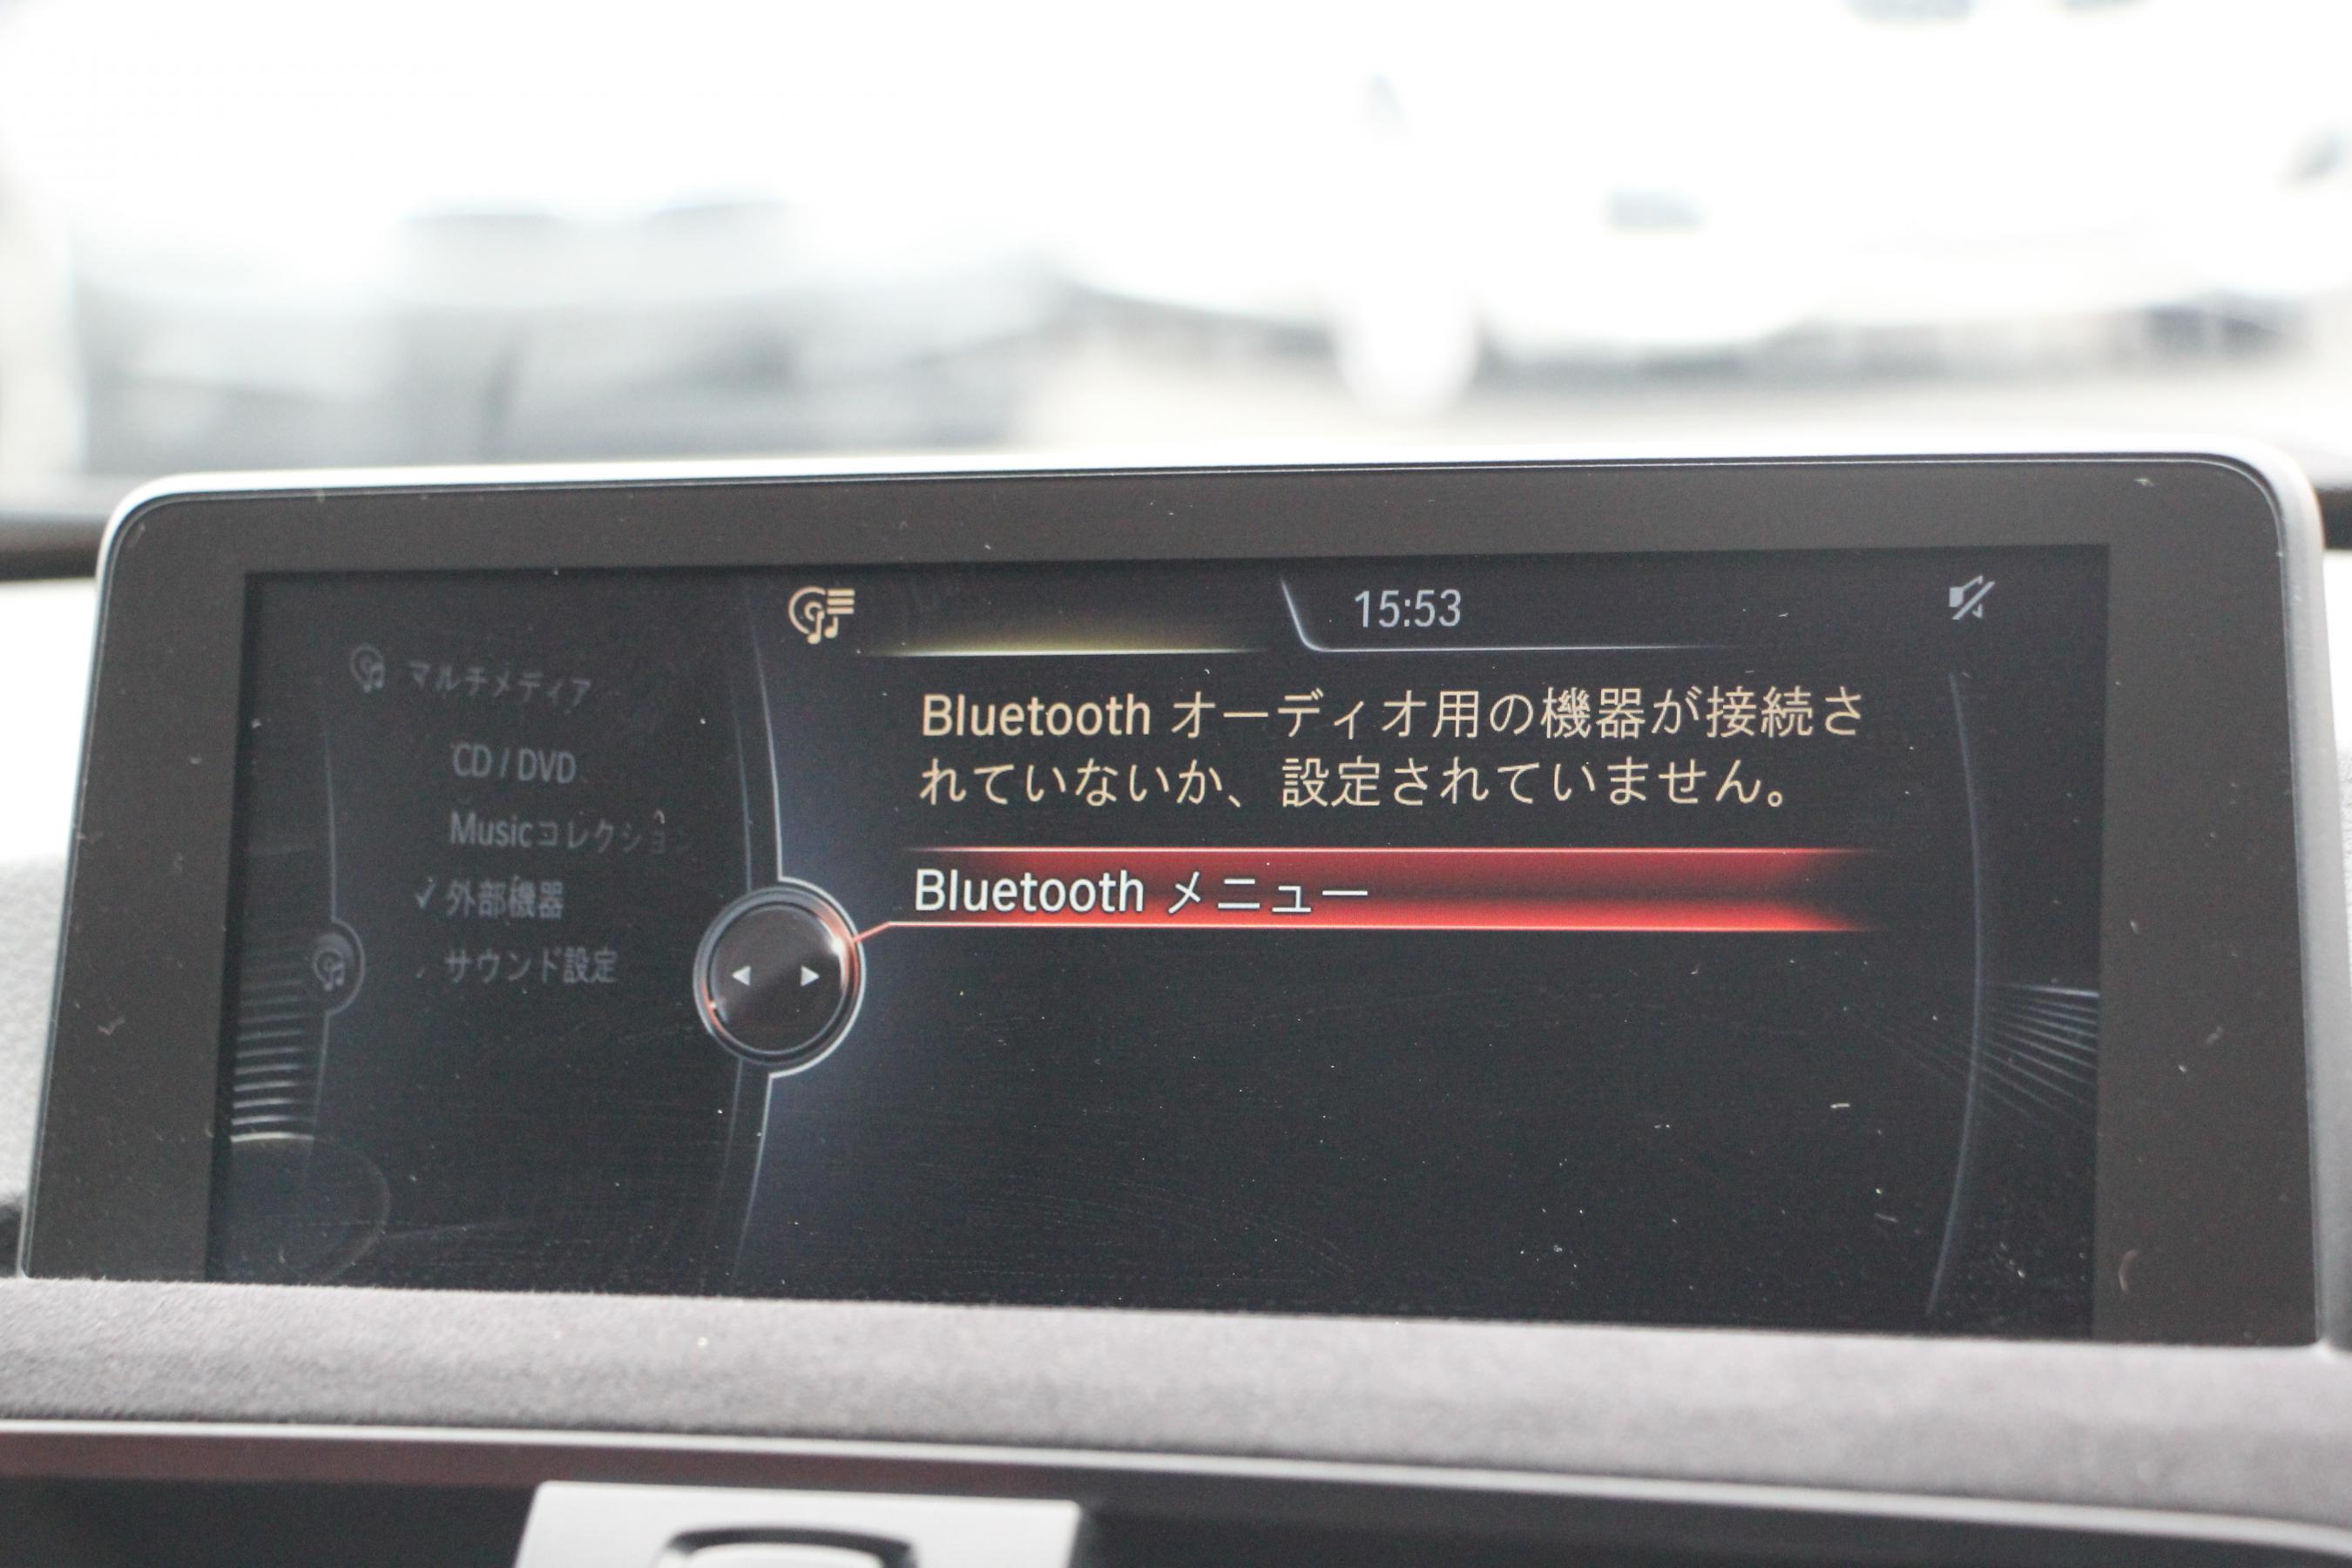 15:53
マルチメディア
CD / DVD
Musicコレクション
✓ 外部機器
サウンド設定
Bluetooth オーディオ用の機器が接続さ
れていないか、設定されていません。
Bluetooth メニュー